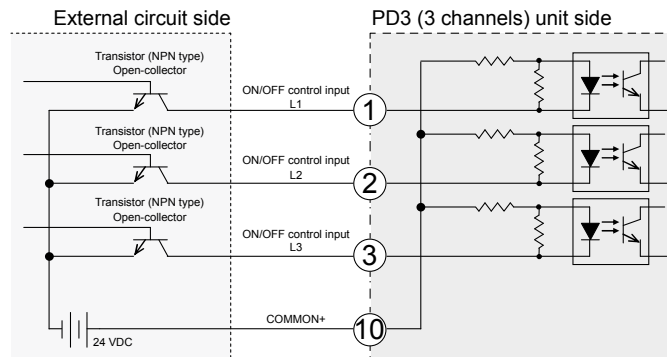 External circuit side
PD3 (3 channels) unit side
Transistor (NPN type)
Open-collector
ON/OFF control input
L1
1
Transistor (NPN type)
Open-collector
ON/OFF control input
L2
2
Transistor (NPN type)
Open-collector
ON/OFF control input
L3
3
COMMON+
10
24 VDC